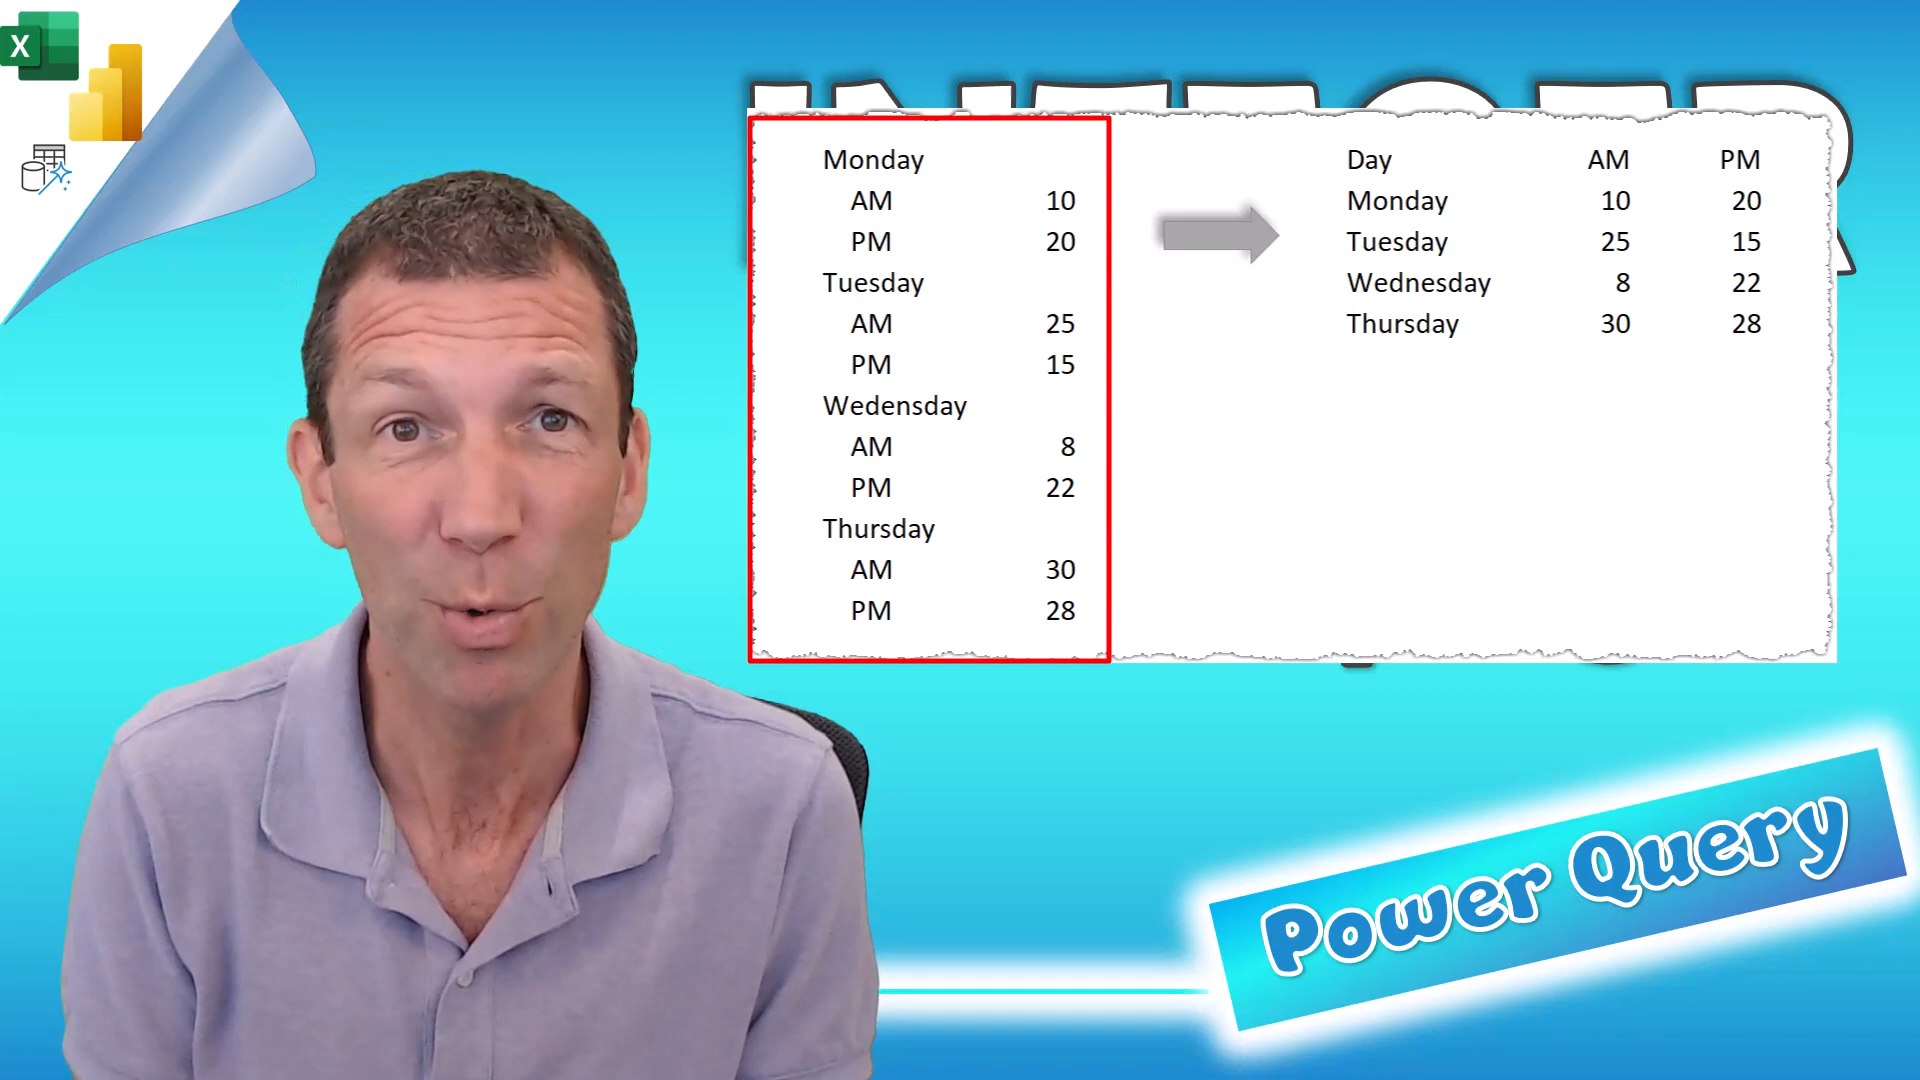 X
Monday
AM 10
PM 20
Tuesday
AM 25
PM 15
Wedensday
AM 8
PM 22
Thursday
AM 30
PM 28
Day AM PM
Monday 10 20
Tuesday 25 15
Wednesday 8 22
Thursday 30 28
Power Query